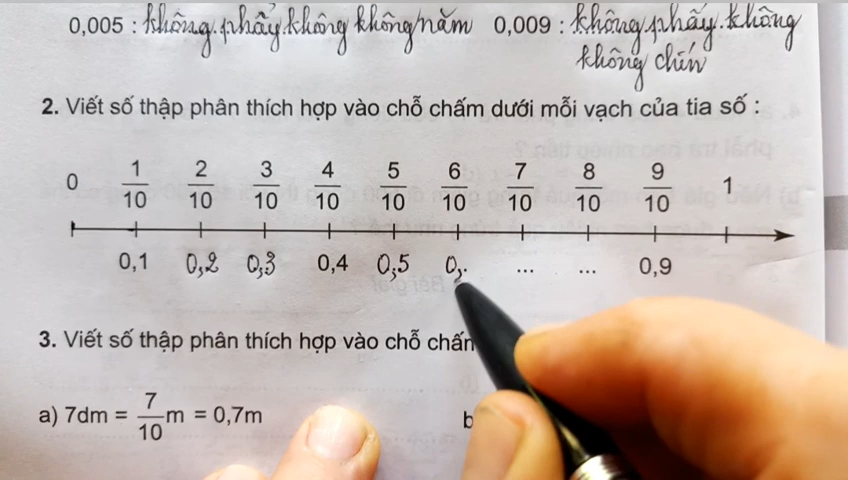 0,005 : không phẩy không không năm 0,009 : không phẩy không
không chín
2. Viết số thập phân thích hợp vào chỗ chấm dưới mỗi vạch của tia số :
0 1/10 2/10 3/10 4/10 5/10 6/10 7/10 8/10 9/10 1
0,1 0,2 0,3 0,4 0,5 0,. ... ... 0,9
3. Viết số thập phân thích hợp vào chỗ chấm
a) 7dm = 7/10 m = 0,7m b